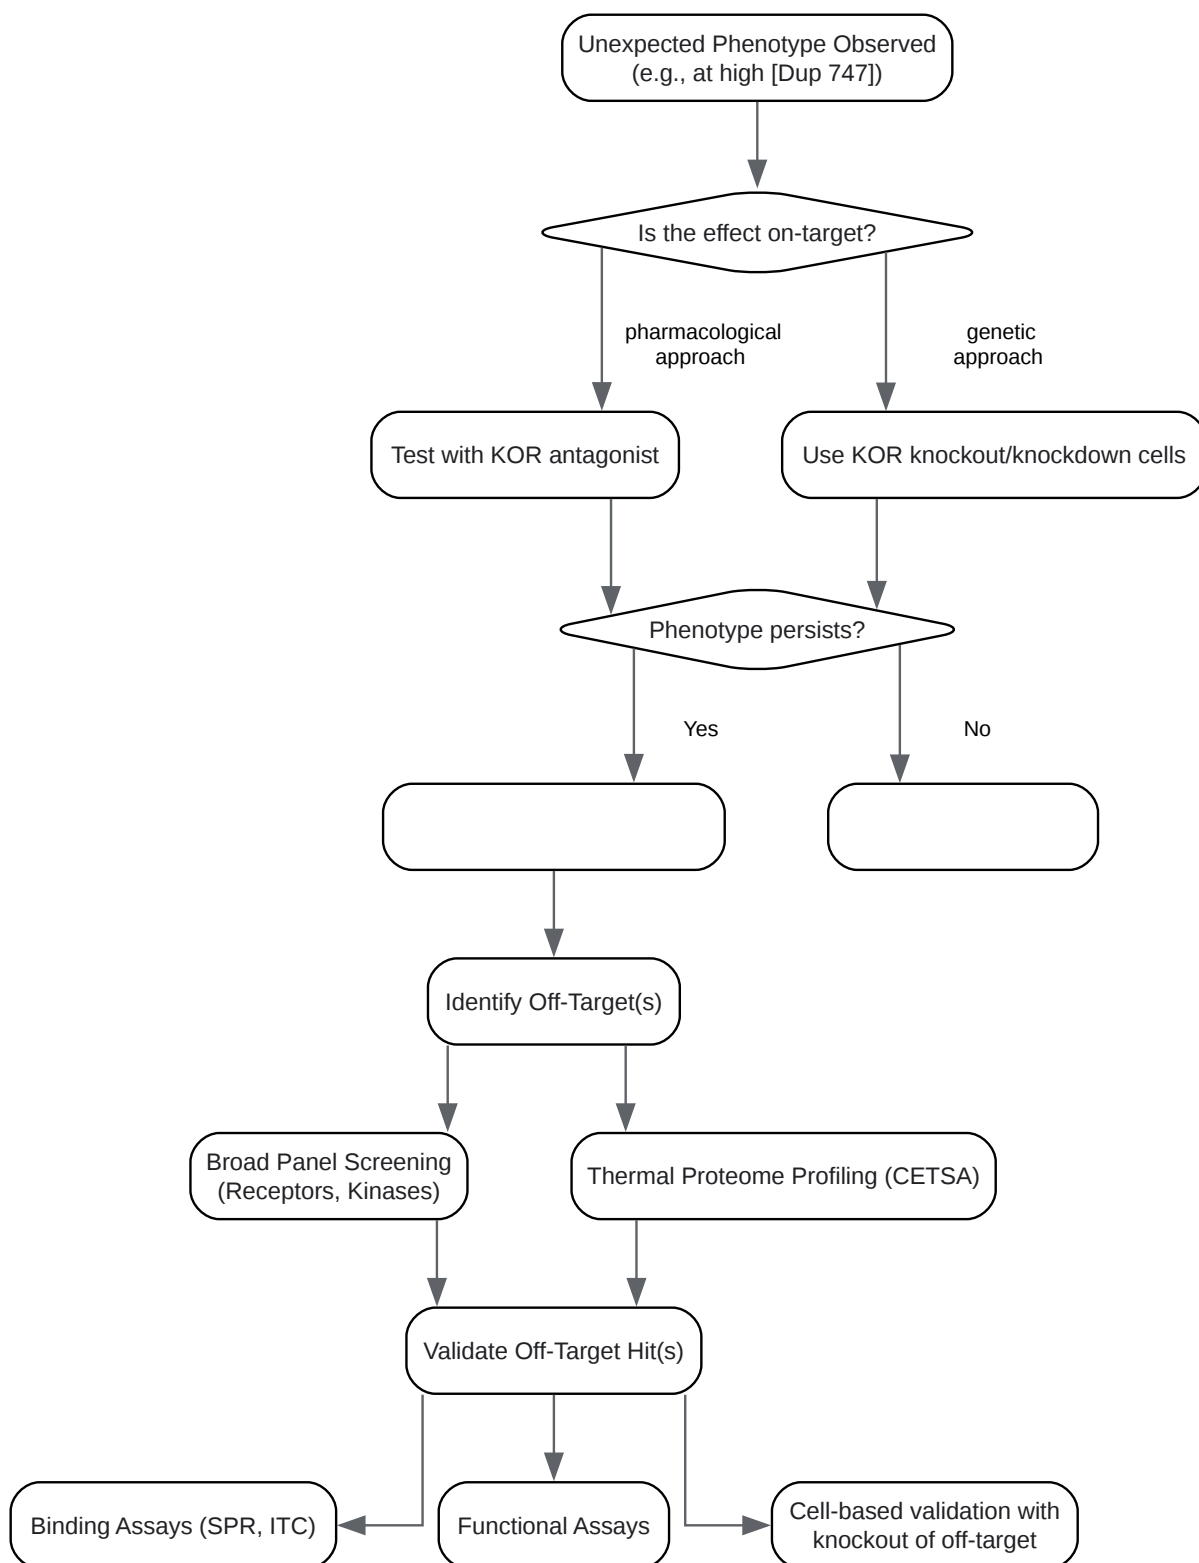 Unexpected Phenotype Observed
(e.g., at high [Dup 747])
Is the effect on-target?
pharmacological
approach
genetic
approach
Test with KOR antagonist
Use KOR knockout/knockdown cells
Phenotype persists?
Yes
No
Identify Off-Target(s)
Broad Panel Screening
(Receptors, Kinases)
Thermal Proteome Profiling (CETSA)
Validate Off-Target Hit(s)
Binding Assays (SPR, ITC)
Functional Assays
Cell-based validation with
knockout of off-target